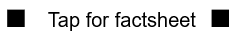 ■ Tap for factsheet ■